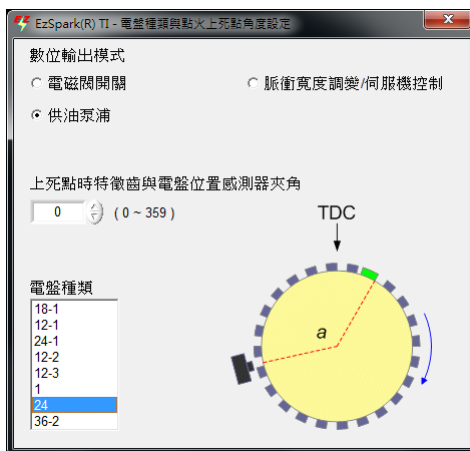 EzSpark(R) TI - 電盤種類與點火上死點角度設定
數位輸出模式
電磁閥開關
脈衝寬度調變/伺服機控制
供油泵浦
上死點時特徵齒與電盤位置感測器夾角
0 ( 0 ~ 359 )
TDC
電盤種類
18-1
12-1
24-1
12-2
12-3
1
24
36-2
a